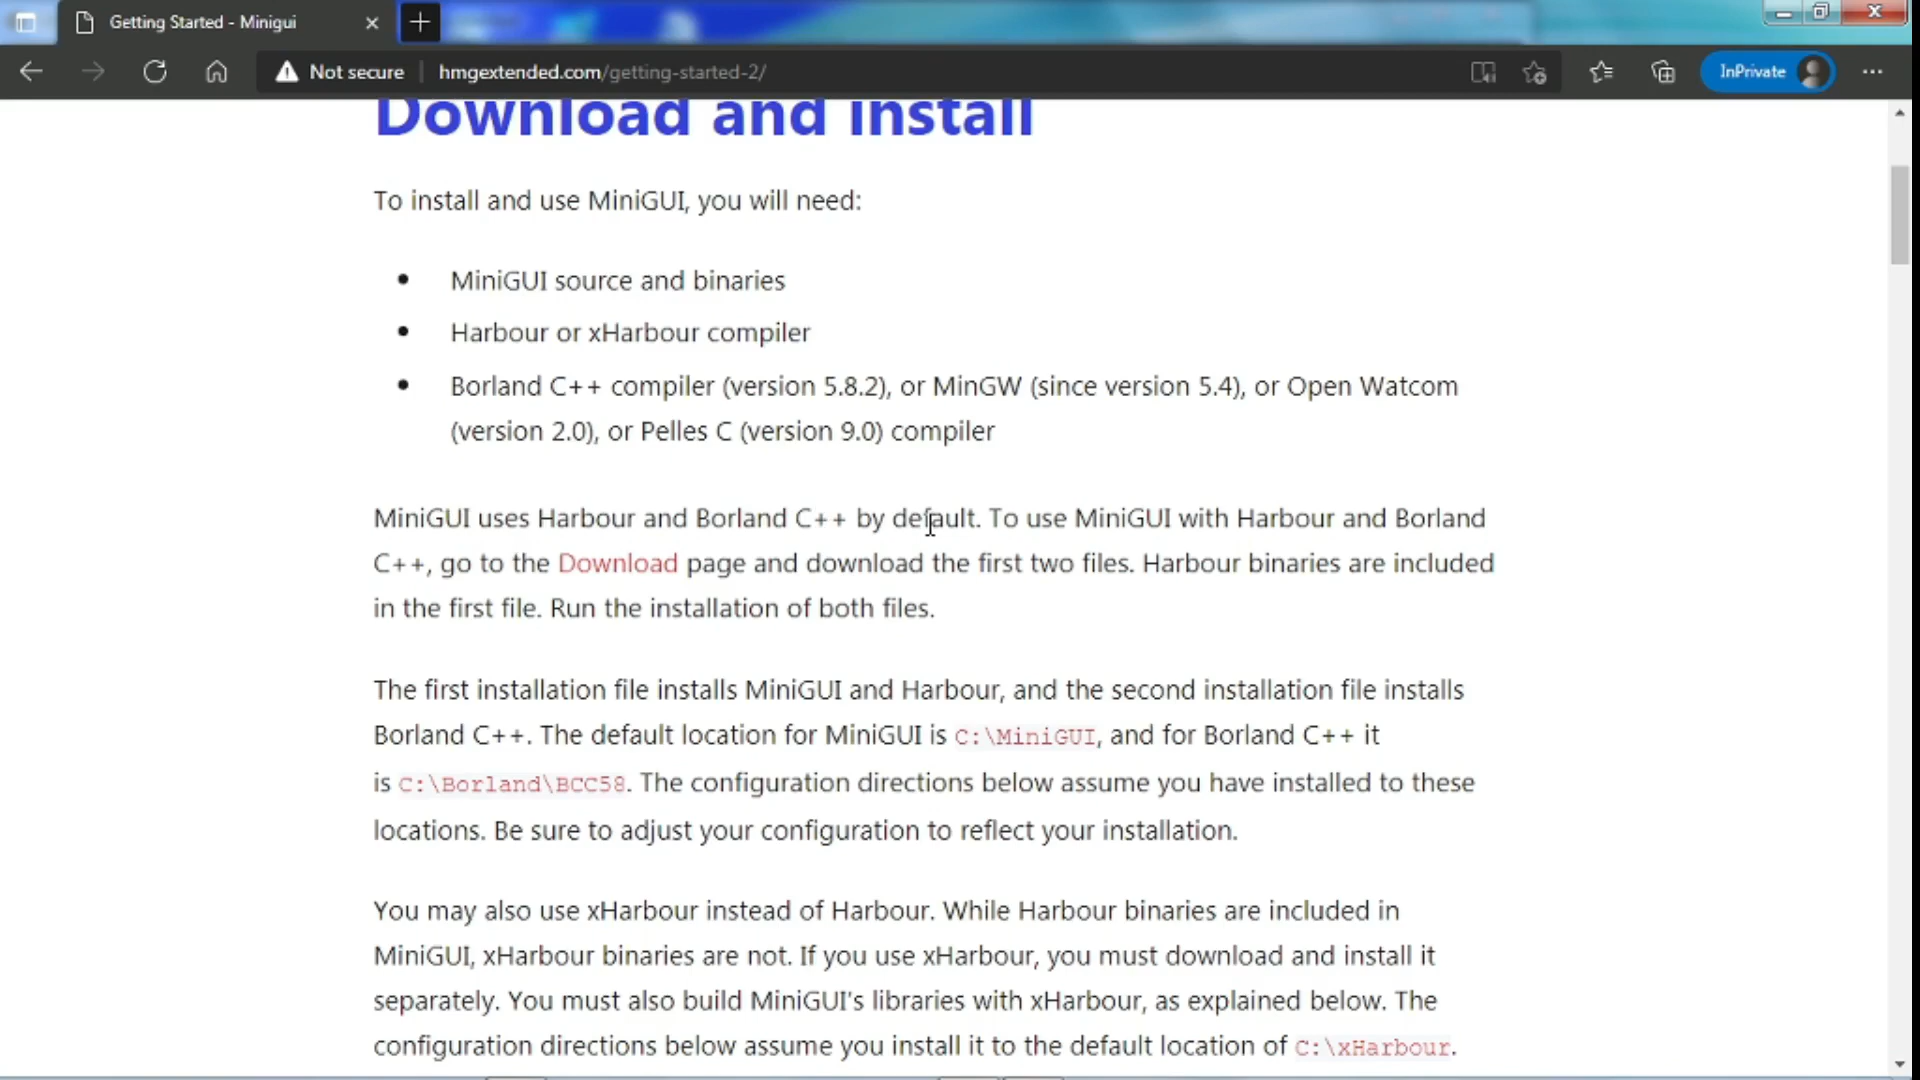 Getting Started - Minigui
Not secure
hmgextended.com/getting-started-2/
InPrivate
Download and install
To install and use MiniGUI, you will need:
MiniGUI source and binaries
Harbour or xHarbour compiler
Borland C++ compiler (version 5.8.2), or MinGW (since version 5.4), or Open Watcom
(version 2.0), or Pelles C (version 9.0) compiler
MiniGUI uses Harbour and Borland C++ by default. To use MiniGUI with Harbour and Borland
C++, go to the Download page and download the first two files. Harbour binaries are included
in the first file. Run the installation of both files.
The first installation file installs MiniGUI and Harbour, and the second installation file installs
Borland C++. The default location for MiniGUI is C:\MiniGUI, and for Borland C++ it
is C:\Borland\BCC58. The configuration directions below assume you have installed to these
locations. Be sure to adjust your configuration to reflect your installation.
You may also use xHarbour instead of Harbour. While Harbour binaries are included in
MiniGUI, xHarbour binaries are not. If you use xHarbour, you must download and install it
separately. You must also build MiniGUI's libraries with xHarbour, as explained below. The
configuration directions below assume you install it to the default location of C:\xHarbour.